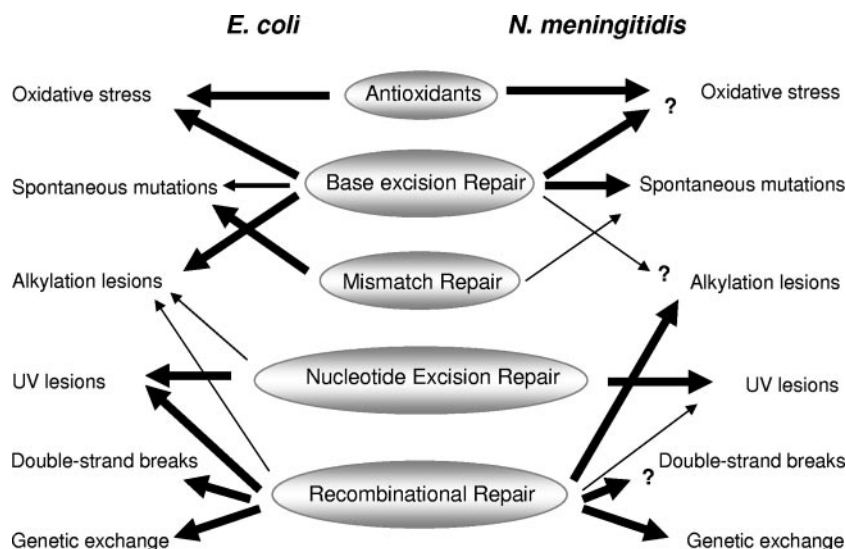 E. coli N. meningitidis
Oxidative stress Antioxidants Oxidative stress
?
Spontaneous mutations Base excision Repair Spontaneous mutations
Alkylation lesions Mismatch Repair ? Alkylation lesions
UV lesions Nucleotide Excision Repair UV lesions
Double-strand breaks ? Double-strand breaks
Recombinational Repair
Genetic exchange Genetic exchange